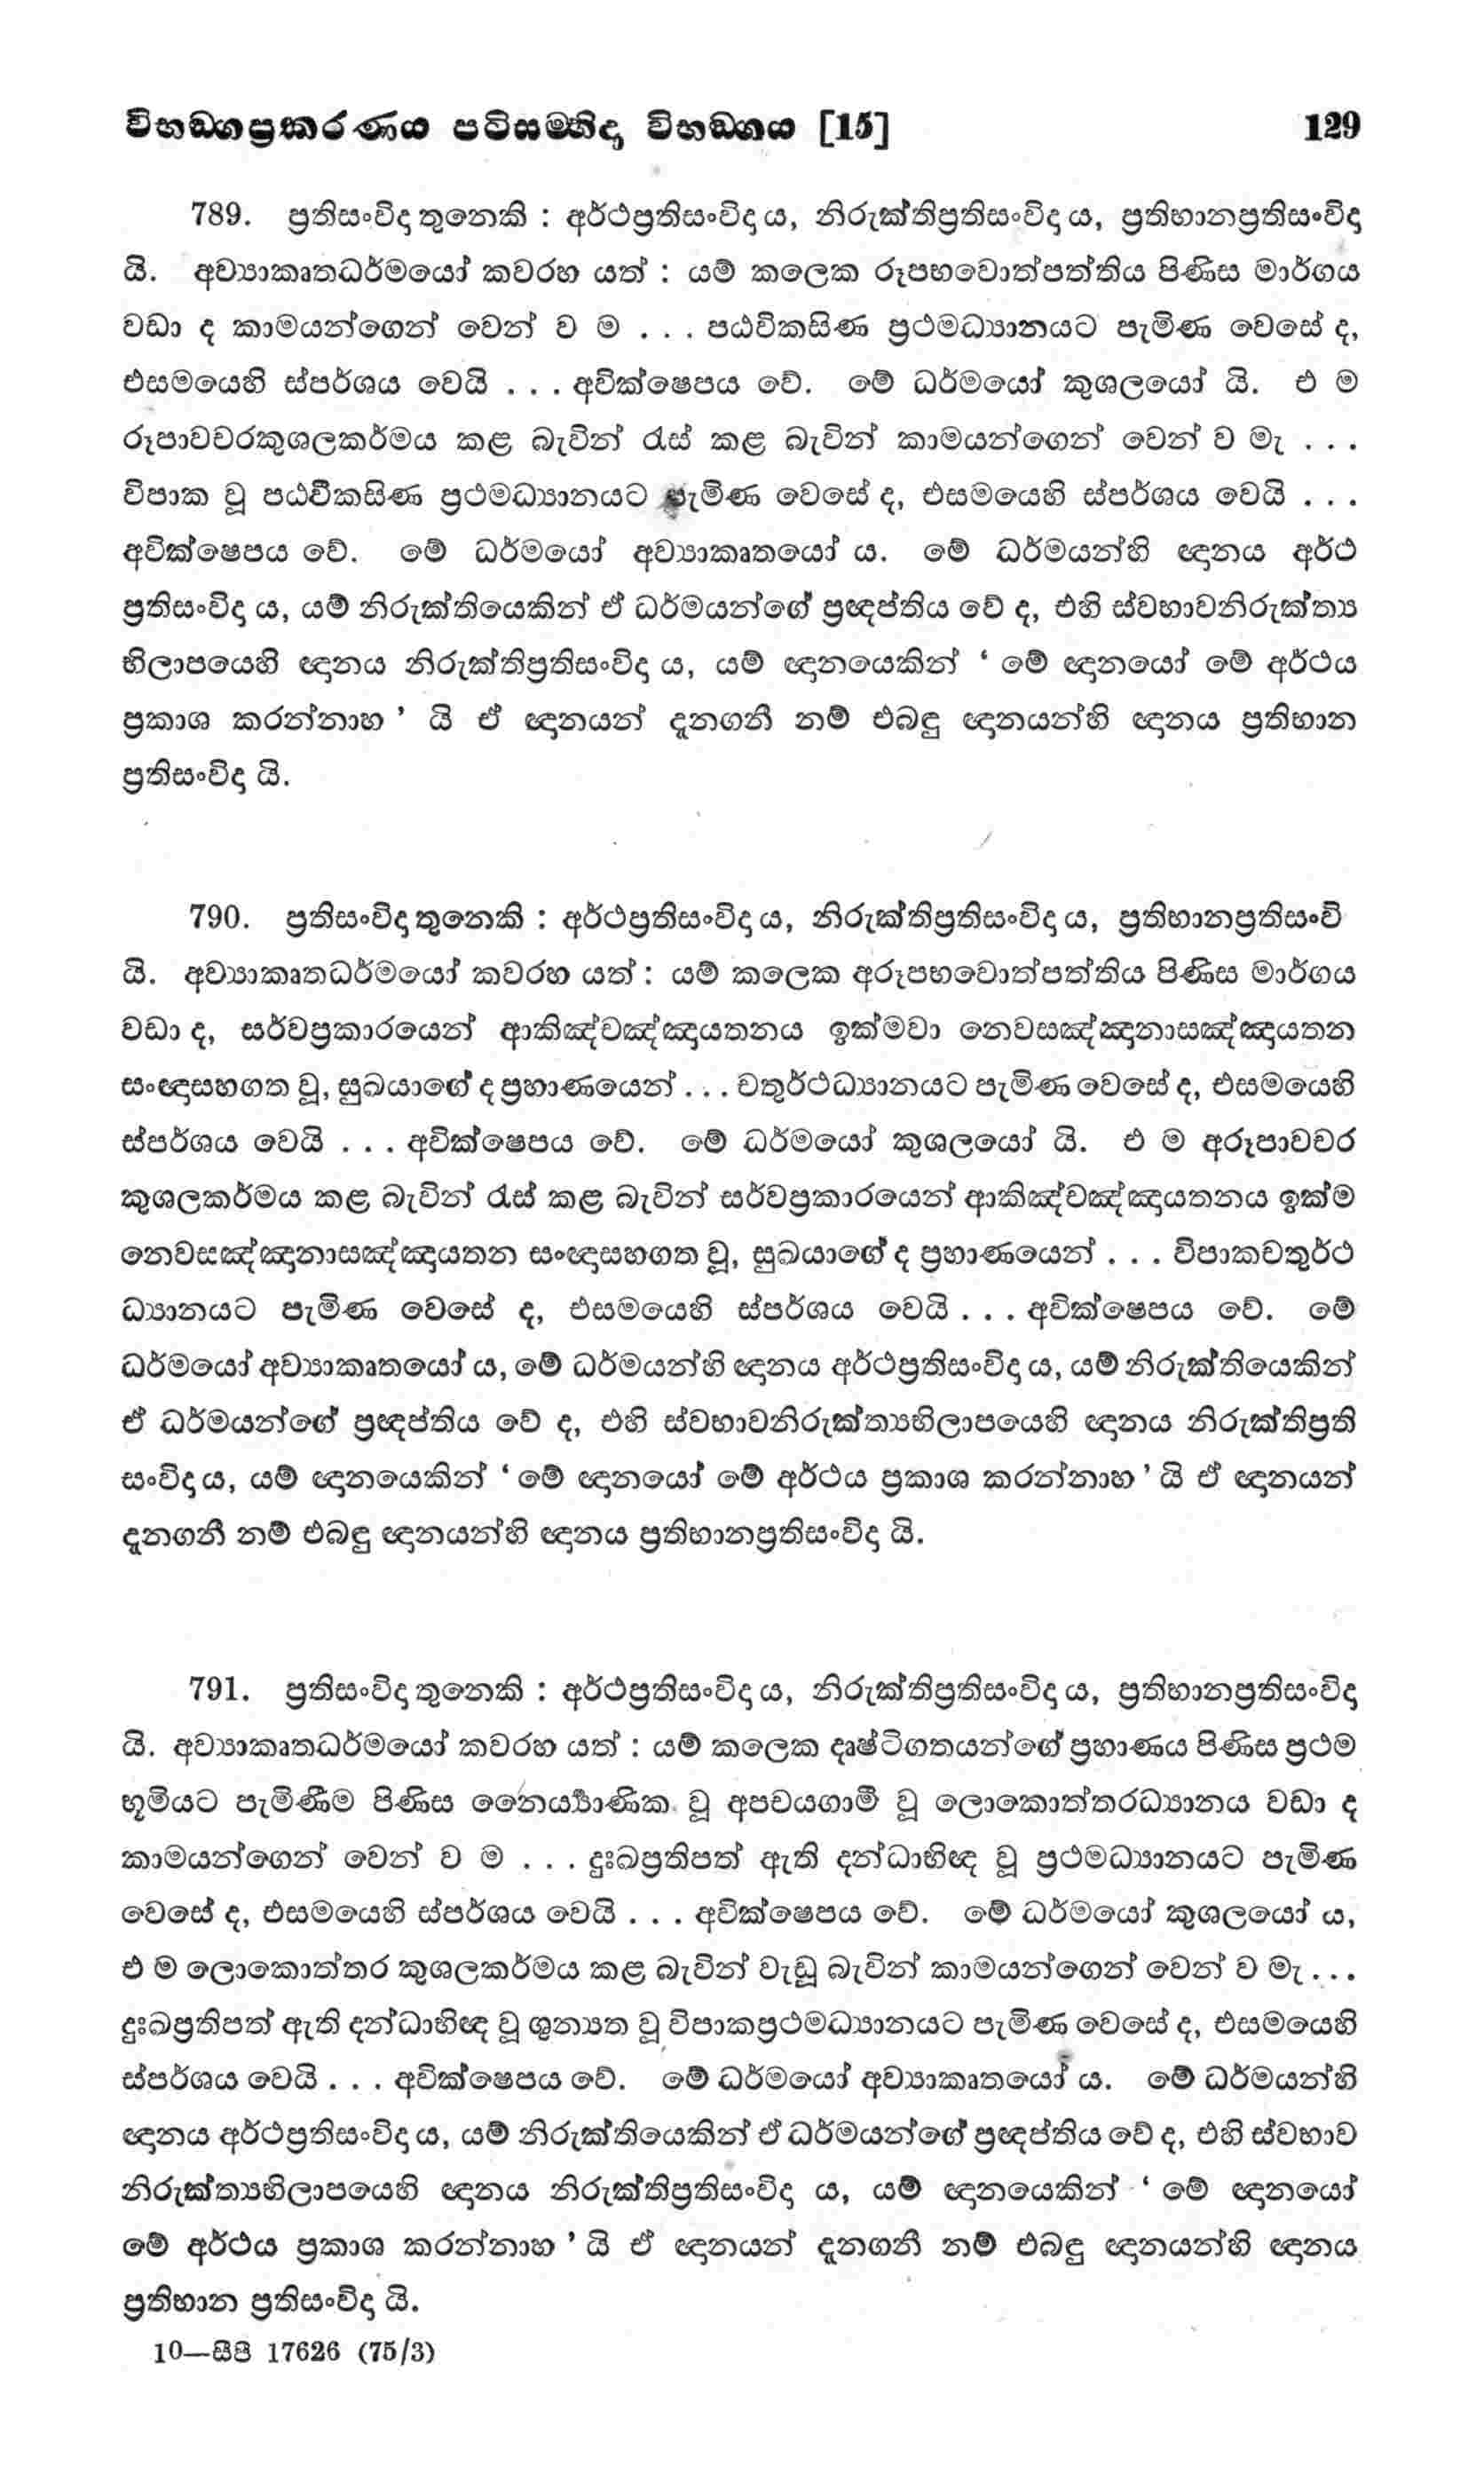 විභඞගප්‍රකරණය පටිසම්භිදා විභඞගය [15] 129
789. ප්‍රතිසංවිදා තුනෙකි : අර්ථප්‍රතිසංවිදා ය, නිරුක්තිප්‍රතිසංවිදා ය, ප්‍රතිභානප්‍රතිසංවිදා
යි. අව්‍යාකෘතධර්මයෝ කවරහ යත් : යම් කලෙක රූපභවොත්පත්තිය පිණිස මාර්ගය
වඩා ද කාමයන්ගෙන් වෙන් ව ම . . . පඨවිකසිණ ප්‍රථමධ්‍යානයට පැමිණ වෙසේ ද,
එසමයෙහි ස්පර්ශය වෙයි . . . අවික්ෂෙපය වේ. මේ ධර්මයෝ කුශලයෝ යි. එ ම
රූපාවචරකුශලකර්මය කළ බැවින් රැස් කළ බැවින් කාමයන්ගෙන් වෙන් ව මැ . . .
විපාක වූ පඨවීකසිණ ප්‍රථමධ්‍යානයට පැමිණ වෙසේ ද, එසමයෙහි ස්පර්ශය වෙයි . . .
අවික්ෂෙපය වේ. මේ ධර්මයෝ අව්‍යාකෘතයෝ ය. මේ ධර්මයන්හි ඥානය අර්ථ
ප්‍රතිසංවිදා ය, යම් නිරුක්තියෙකින් ඒ ධර්මයන්ගේ ප්‍රඥප්තිය වේ ද, එහි ස්වභාවනිරුක්ත්‍ය
භිලාපයෙහි ඥානය නිරුක්තිප්‍රතිසංවිදා ය, යම් ඥානයෙකින් ‘ මේ ඥානයෝ මේ අර්ථය
ප්‍රකාශ කරන්නාහ ’ යි ඒ ඥානයන් දැනගනී නම් එබඳු ඥානයන්හි ඥානය ප්‍රතිභාන
ප්‍රතිසංවිදා යි.
790. ප්‍රතිසංවිදා තුනෙකි : අර්ථප්‍රතිසංවිදා ය, නිරුක්තිප්‍රතිසංවිදා ය, ප්‍රතිභානප්‍රතිසංවි
යි. අව්‍යාකෘතධර්මයෝ කවරහ යත් : යම් කලෙක අරූපභවොත්පත්තිය පිණිස මාර්ගය
වඩා ද, සර්වප්‍රකාරයෙන් ආකිඤ්චඤ්ඤායතනය ඉක්මවා නෙවසඤ්ඤානාසඤ්ඤායතන
සංඥාසහගත වූ, සුඛයාගේ ද ප්‍රහාණයෙන් . . . චතුර්ථධ්‍යානයට පැමිණ වෙසේ ද, එසමයෙහි
ස්පර්ශය වෙයි . . . අවික්ෂෙපය වේ. මේ ධර්මයෝ කුශලයෝ යි. එ ම අරූපාවචර
කුශලකර්මය කළ බැවින් රැස් කළ බැවින් සර්වප්‍රකාරයෙන් ආකිඤ්චඤ්ඤායතනය ඉක්ම
නෙවසඤ්ඤානාසඤ්ඤායතන සංඥාසහගත වූ, සුඛයාගේ ද ප්‍රහාණයෙන් . . . විපාකචතුර්ථ
ධ්‍යානයට පැමිණ වෙසේ ද, එසමයෙහි ස්පර්ශය වෙයි . . . අවික්ෂෙපය වේ. මේ
ධර්මයෝ අව්‍යාකෘතයෝ ය, මේ ධර්මයන්හි ඥානය අර්ථප්‍රතිසංවිදා ය, යම් නිරුක්තියෙකින්
ඒ ධර්මයන්ගේ ප්‍රඥප්තිය වේ ද, එහි ස්වභාවනිරුක්ත්‍යභිලාපයෙහි ඥානය නිරුක්තිප්‍රති
සංවිදා ය, යම් ඥානයෙකින් ‘ මේ ඥානයෝ මේ අර්ථය ප්‍රකාශ කරන්නාහ ’ යි ඒ ඥානයන්
දැනගනී නම් එබඳු ඥානයන්හි ඥානය ප්‍රතිභානප්‍රතිසංවිදා යි.
791. ප්‍රතිසංවිදා තුනෙකි : අර්ථප්‍රතිසංවිදා ය, නිරුක්තිප්‍රතිසංවිදා ය, ප්‍රතිභානප්‍රතිසංවිදා
යි. අව්‍යාකෘතධර්මයෝ කවරහ යත් : යම් කලෙක දෘෂ්ටිගතයන්ගේ ප්‍රහාණය පිණිස ප්‍රථම
භූමියට පැමිණීම පිණිස නෛර්‍ය්‍යාණික වූ අපචයගාමී වූ ලොකොත්තරධ්‍යානය වඩා ද
කාමයන්ගෙන් වෙන් ව ම . . . දුඃඛප්‍රතිපත් ඇති දන්ධාභිඥ වූ ප්‍රථමධ්‍යානයට පැමිණ
වෙසේ ද, එසමයෙහි ස්පර්ශය වෙයි . . . අවික්ෂෙපය වේ. මේ ධර්මයෝ කුශලයෝ ය,
එ ම ලොකොත්තර කුශලකර්මය කළ බැවින් වැඩූ බැවින් කාමයන්ගෙන් වෙන් ව මැ . . .
දුඃඛප්‍රතිපත් ඇති දන්ධාභිඥ වූ ශුන්‍යත වූ විපාකප්‍රථමධ්‍යානයට පැමිණ වෙසේ ද, එසමයෙහි
ස්පර්ශය වෙයි . . . අවික්ෂෙපය වේ. මේ ධර්මයෝ අව්‍යාකෘතයෝ ය. මේ ධර්මයන්හි
ඥානය අර්ථප්‍රතිසංවිදා ය, යම් නිරුක්තියෙකින් ඒ ධර්මයන්ගේ ප්‍රඥප්තිය වේ ද, එහි ස්වභාව
නිරුක්ත්‍යභිලාපයෙහි ඥානය නිරුක්තිප්‍රතිසංවිදා ය, යම් ඥානයෙකින් ‘ මේ ඥානයෝ
මේ අර්ථය ප්‍රකාශ කරන්නාහ ’ යි ඒ ඥානයන් දැනගනී නම් එබඳු ඥානයන්හි ඥානය
ප්‍රතිභාන ප්‍රතිසංවිදා යි.
10—සීපී 17626 (75/3)